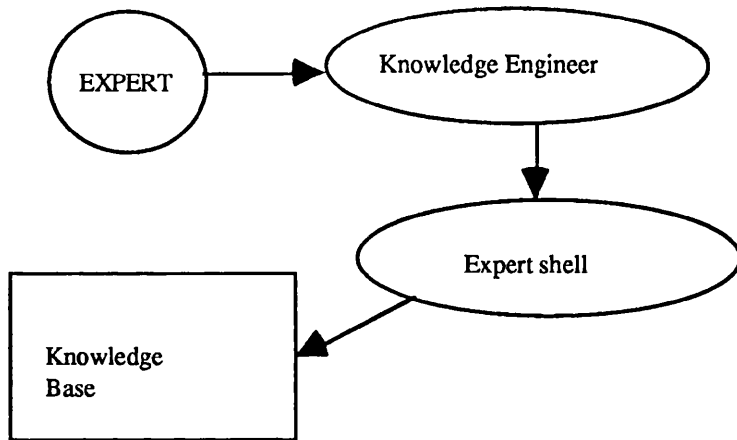 EXPERT
Knowledge Engineer
Expert shell
Knowledge
Base